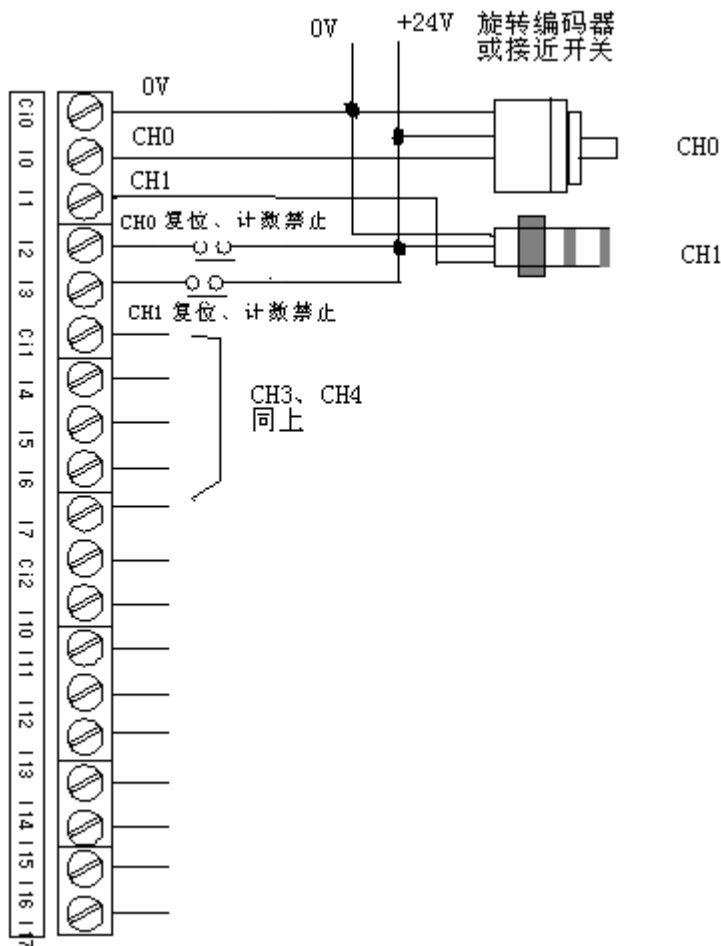 0V
+24V
旋转编码器
或接近开关
0V
CH0
CH0
CH1
CH0 复位、计数禁止
CH1
CH1 复位、计数禁止
CH3、CH4
同上
Ci0
I0
I1
I2
I3
Ci1
I4
I5
I6
I7
Ci2
I10
I11
I12
I13
I14
I15
I16
I17